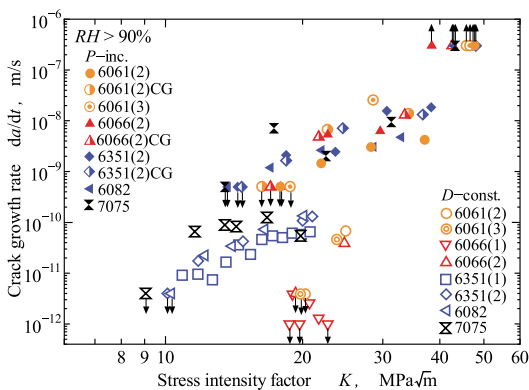 RH > 90%
P−inc.
6061(2)
6061(2)CG
6061(3)
6066(2)
6066(2)CG
6351(2)
6351(2)CG
6082
7075
D−const.
6061(2)
6061(3)
6066(1)
6066(2)
6351(1)
6351(2)
6082
7075
Crack growth rate da/dt, m/s
10⁻⁶
10⁻⁷
10⁻⁸
10⁻⁹
10⁻¹⁰
10⁻¹¹
10⁻¹²
8 9 10 20 30 40 50 60
Stress intensity factor K, MPa√m